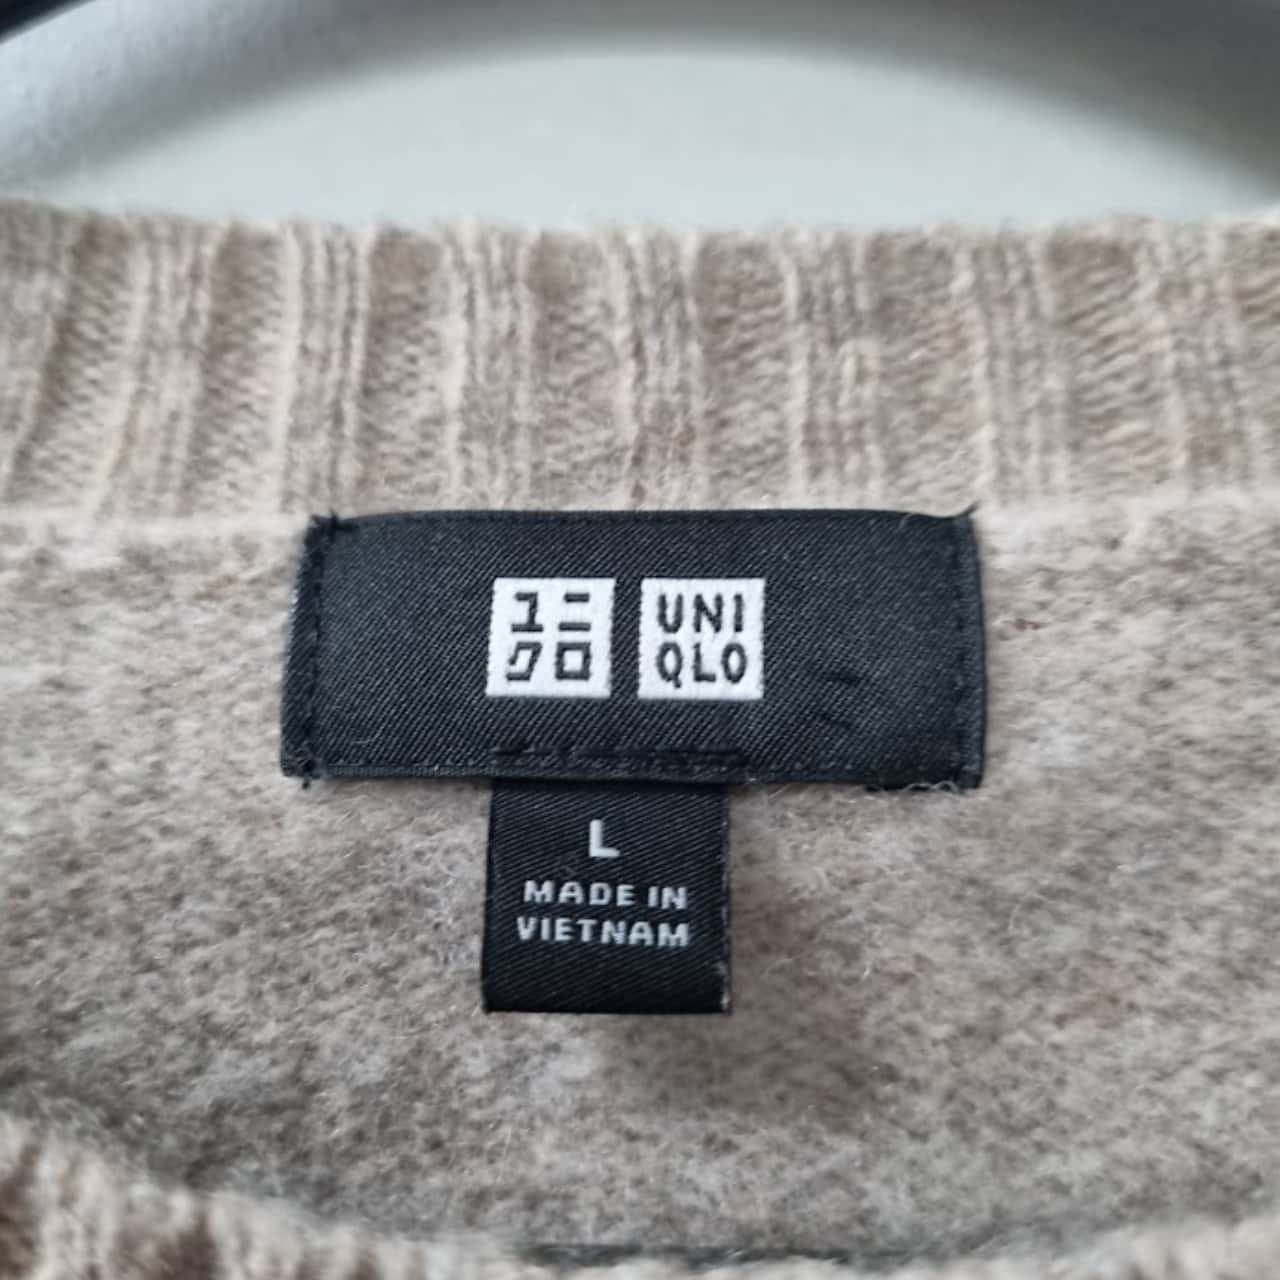 ユニ
クロ
UNI
QLO
L
MADE IN
VIETNAM